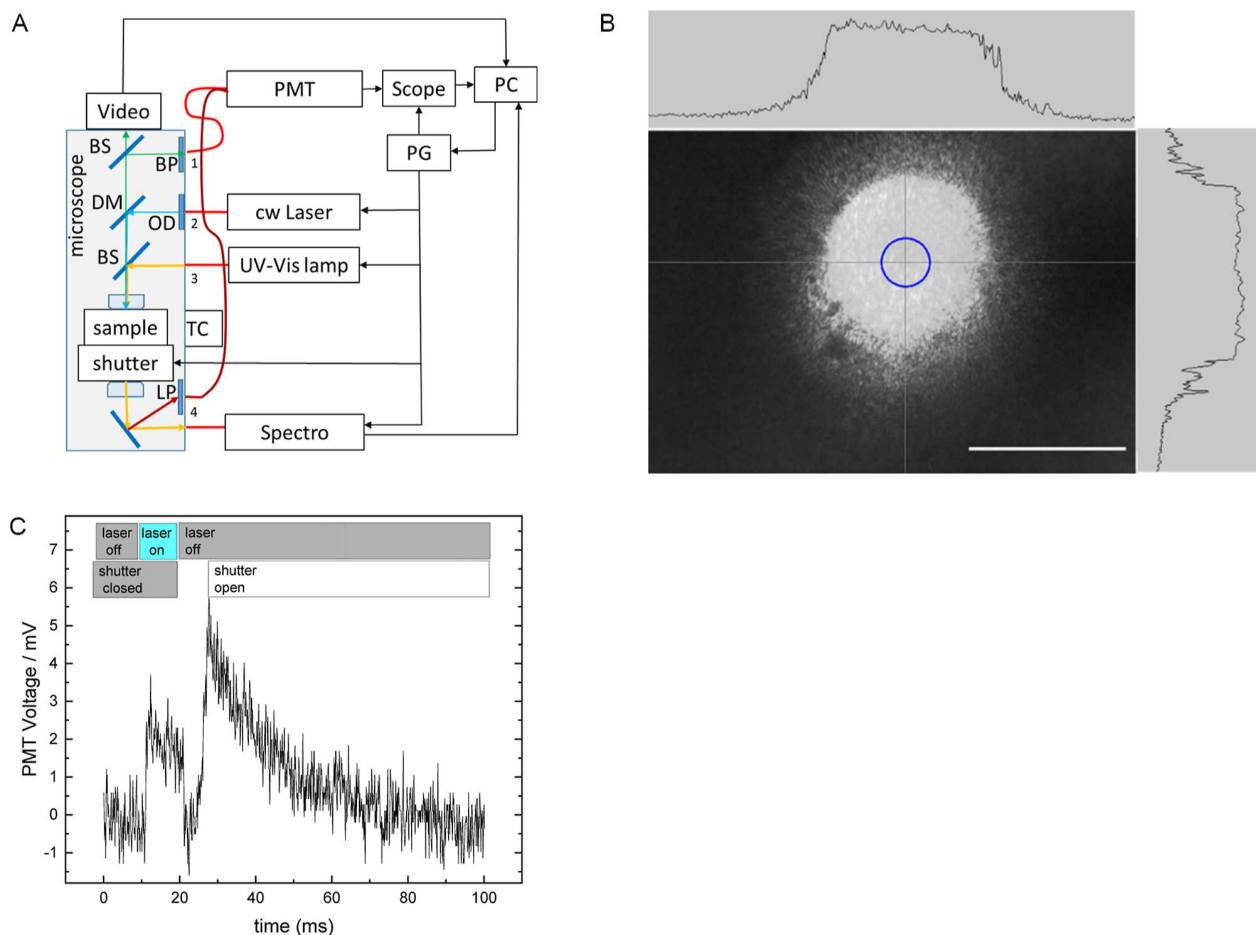 A
PMT
Scope
PC
Video
BS
BP
1
PG
microscope
DM
OD
2
cw Laser
BS
3
UV-Vis lamp
sample
TC
shutter
LP
4
Spectro
B
C
laser
off
laser
on
laser
off
shutter
closed
shutter
open
7
6
5
4
3
2
1
0
-1
PMT Voltage / mV
0
20
40
60
80
100
time (ms)